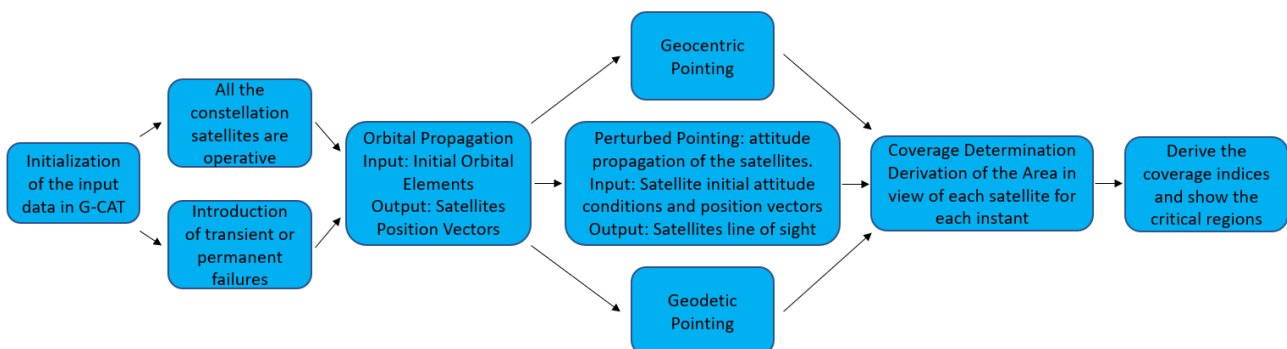 Initialization
of the input
data in G-CAT
All the
constellation
satellites are
operative
Introduction
of transient or
permanent
failures
Orbital Propagation
Input: Initial Orbital
Elements
Output: Satellites
Position Vectors
Geocentric
Pointing
Perturbed Pointing: attitude
propagation of the satellites.
Input: Satellite initial attitude
conditions and position vectors
Output: Satellites line of sight
Geodetic
Pointing
Coverage Determination
Derivation of the Area in
view of each satellite for
each instant
Derive the
coverage indices
and show the
critical regions